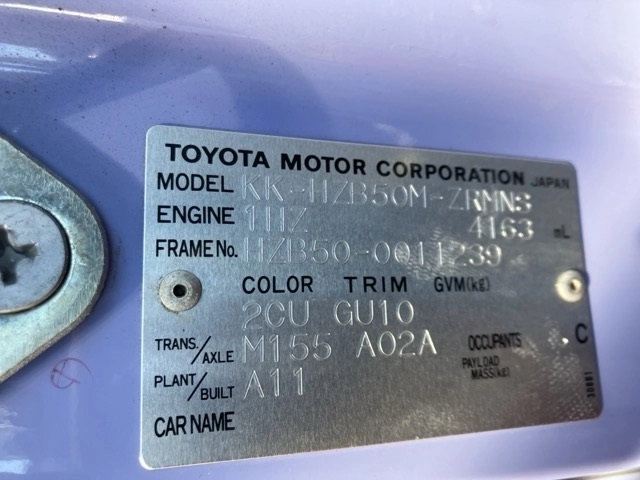 TOYOTA MOTOR CORPORATION JAPAN
MODEL KK-HZB50M-ZRMNS
ENGINE 1HZ 4163 mL
FRAME No. HZB50-0011239
COLOR TRIM GVM(kg)
2CU GU10
TRANS./AXLE M155 A02A OCCUPANTS C
PAYLOAD MASS(kg)
PLANT/BUILT A11
CAR NAME